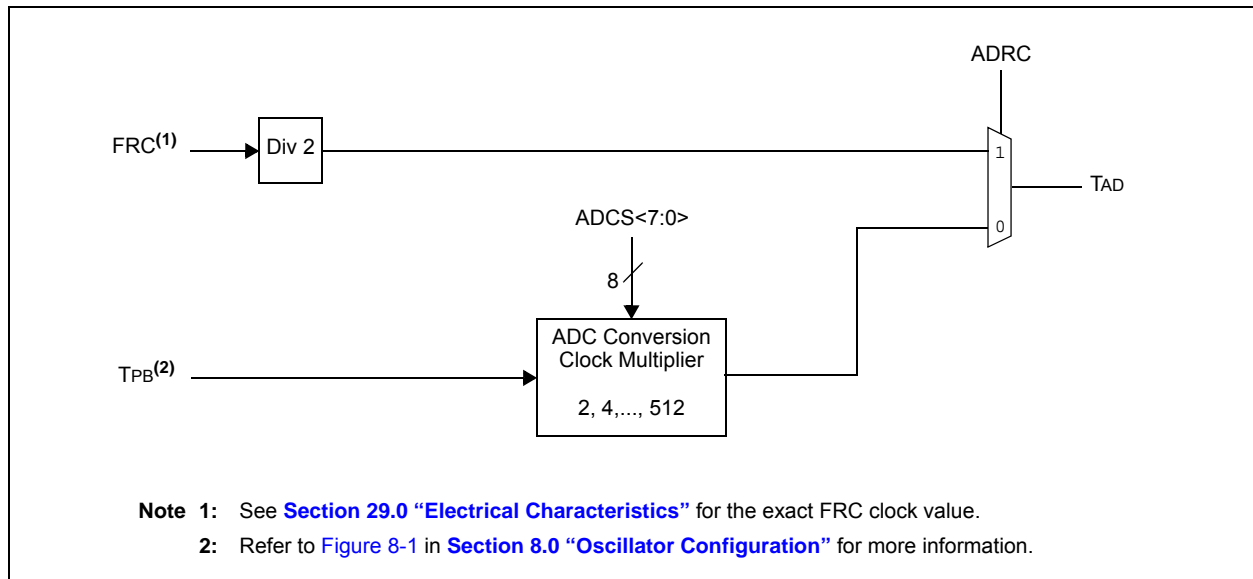 ADRC
FRC(1)
Div 2
1
TAD
ADCS<7:0>
0
8
ADC Conversion
Clock Multiplier
TPB(2)
2, 4,..., 512
Note 1: See Section 29.0 “Electrical Characteristics” for the exact FRC clock value.
2: Refer to Figure 8-1 in Section 8.0 “Oscillator Configuration” for more information.